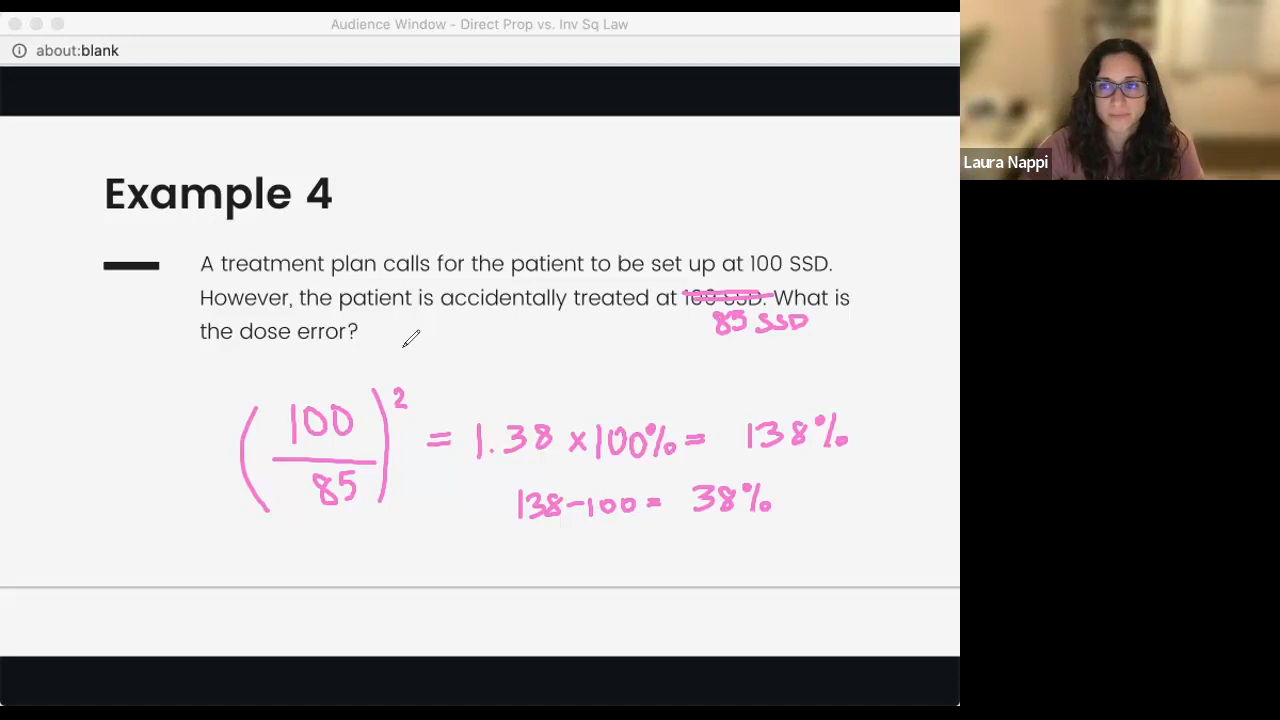 Audience Window - Direct Prop vs. Inv Sq Law
about:blank
Laura Nappi
Example 4
A treatment plan calls for the patient to be set up at 100 SSD.
However, the patient is accidentally treated at 100 SSD. What is
85 SSD
the dose error?
(100/85)² = 1.38 x 100% = 138%
138-100 = 38%